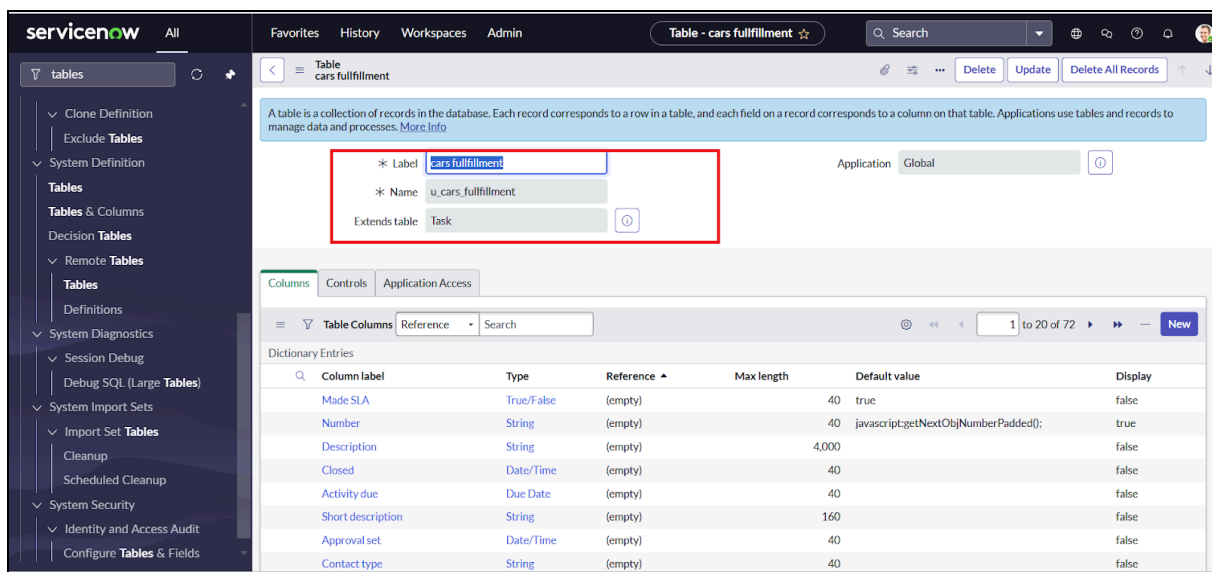 servicenow All Favorites History Workspaces Admin Table - cars fullfillment Search
tables
Table
cars fullfillment
Delete Update Delete All Records
Clone Definition
Exclude Tables
System Definition
Tables
Tables & Columns
Decision Tables
Remote Tables
Tables
Definitions
System Diagnostics
Session Debug
Debug SQL (Large Tables)
System Import Sets
Import Set Tables
Cleanup
Scheduled Cleanup
System Security
Identity and Access Audit
Configure Tables & Fields
A table is a collection of records in the database. Each record corresponds to a row in a table, and each field on a record corresponds to a column on that table. Applications use tables and records to
manage data and processes. More Info
Label cars fullfillment
Application Global
Name u_cars_fullfillment
Extends table Task
Columns Controls Application Access
Table Columns Reference Search 1 to 20 of 72 New
Dictionary Entries
Column label Type Reference Max length Default value Display
Made SLA True/False (empty) 40 true false
Number String (empty) 40 javascript:getNextObjNumberPadded(); true
Description String (empty) 4,000 false
Closed Date/Time (empty) 40 false
Activity due Due Date (empty) 40 false
Short description String (empty) 160 false
Approval set Date/Time (empty) 40 false
Contact type String (empty) 40 false